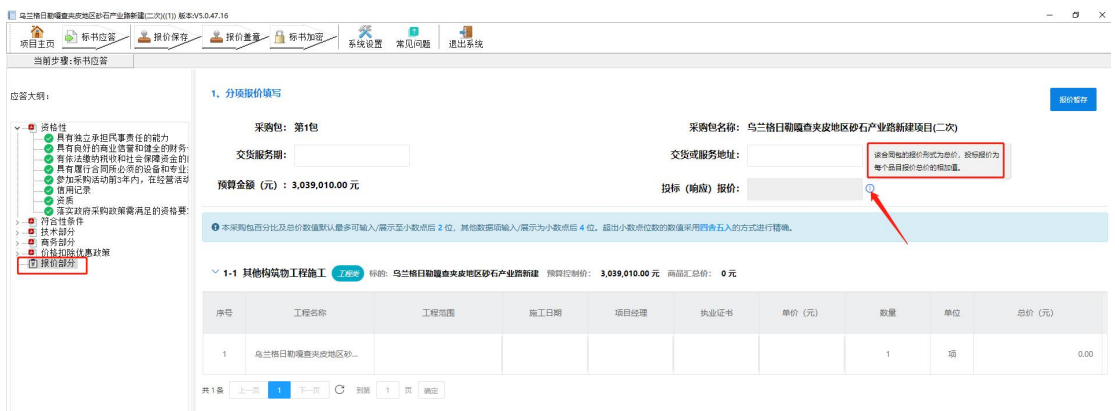 乌兰格日勒嘎查夹皮地区砂石产业路新建(二次)((1)) 版本:V5.0.47.16
项目主页 标书应答 报价保存 报价盖章 标书加密 系统设置 常见问题 退出系统
当前步骤:标书应答
应答大纲:
资格性
具有独立承担民事责任的能力
具有良好的商业信誉和健全的财务
有依法缴纳税收和社会保障资金的
具有履行合同所必须的设备和专业
参加采购活动前3年内，在经营活动
信用记录
资质
落实政府采购政策需满足的资格要
符合性条件
技术部分
商务部分
价格扣除优惠政策
报价部分
1、分项报价填写
报价暂存
采购包: 第1包
采购包名称: 乌兰格日勒嘎查夹皮地区砂石产业路新建项目(二次)
交货服务期:
交货或服务地址:
该合同包的报价形式为总价，投标报价为
每个品目报价总价的相加值。
预算金额（元）: 3,039,010.00 元
投标（响应）报价:
本采购包百分比及总价数值默认最多可输入/展示至小数点后 2 位，其他数据项输入/展示为小数点后 4 位。超出小数点位数的数值采用四舍五入的方式进行精确。
1-1 其他构筑物工程施工 工程类 标的: 乌兰格日勒嘎查夹皮地区砂石产业路新建 预算控制价: 3,039,010.00 元 商品汇总价: 0 元
序号 工程名称 工程范围 施工日期 项目经理 执业证书 单价（元） 数量 单位 总价（元）
1 乌兰格日勒嘎查夹皮地区砂... 1 项 0.00
共 1 条 上一页 1 下一页 到第 1 页 确定